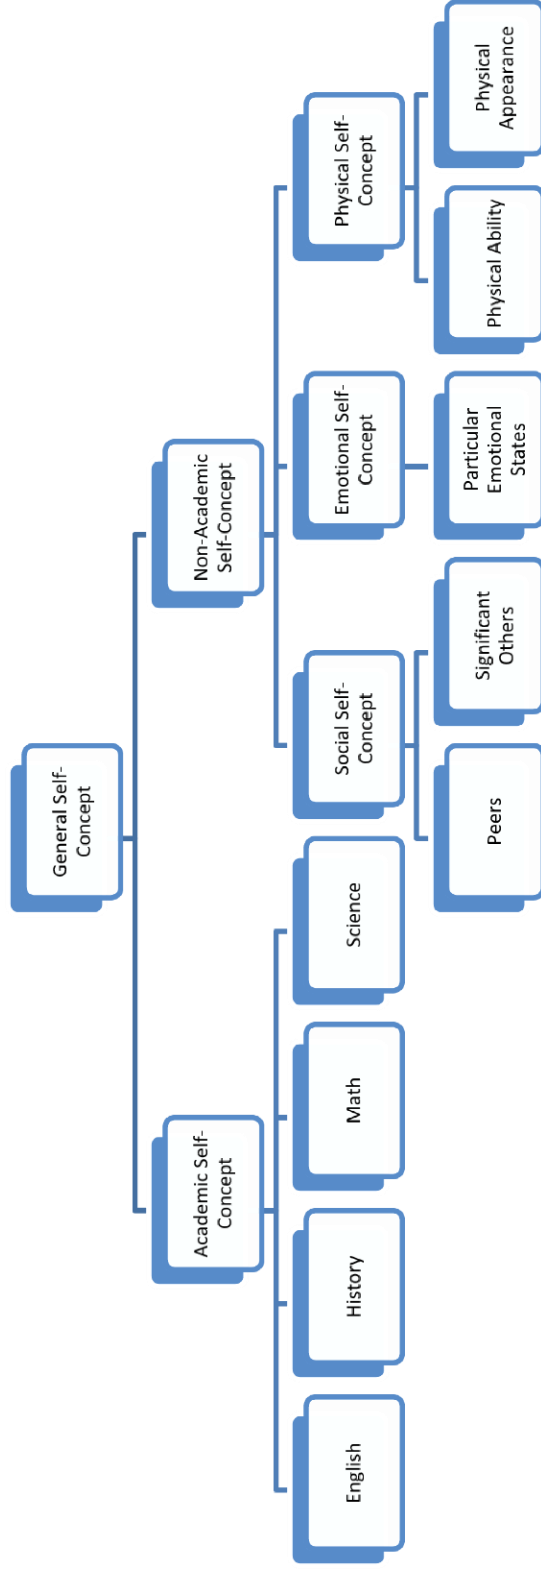 General Self-
Concept
Academic Self-
Concept
Non-Academic
Self-Concept
English
History
Math
Science
Social Self-
Concept
Emotional Self-
Concept
Physical Self-
Concept
Peers
Significant
Others
Particular
Emotional
States
Physical Ability
Physical
Appearance